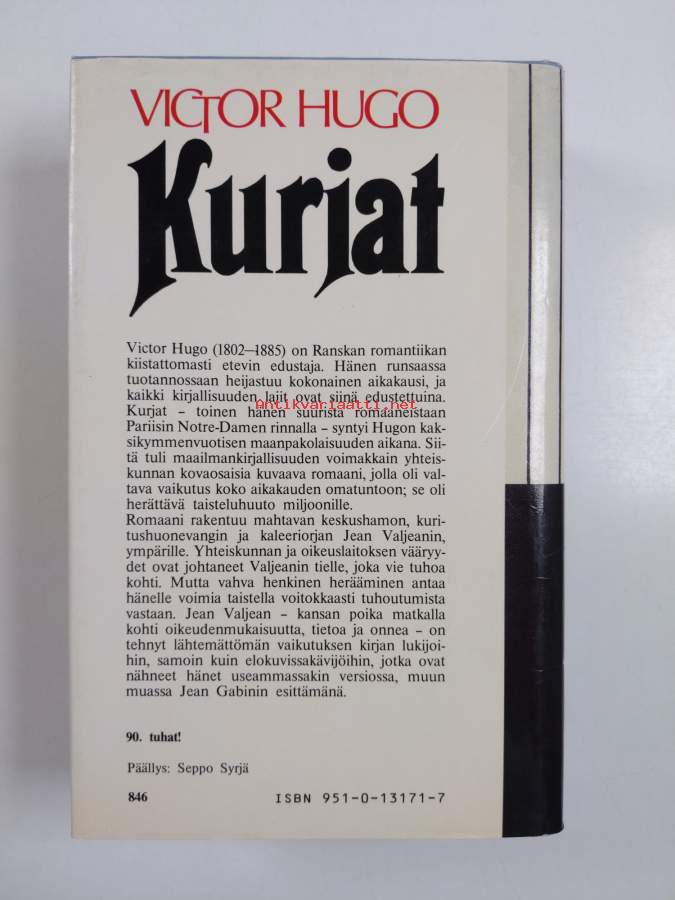 VICTOR HUGO
Kurjat
Victor Hugo (1802—1885) on Ranskan romantiikan
kiistattomasti etevin edustaja. Hänen runsaassa
tuotannossaan heijastuu kokonainen aikakausi, ja
kaikki kirjallisuuden lajit ovat siinä edustettuina.
Antikvariaatti.net
Kurjat – toinen hänen suurista romaaneistaan
Pariisin Notre-Damen rinnalla – syntyi Hugon kak-
sikymmenvuotisen maanpakolaisuuden aikana. Sii-
tä tuli maailmankirjallisuuden voimakkain yhteis-
kunnan kovaosaisia kuvaava romaani, jolla oli val-
tava vaikutus koko aikakauden omatuntoon; se oli
herättävä taisteluhuuto miljoonille.
Romaani rakentuu mahtavan keskushamon, kuri-
tushuonevangin ja kaleeriorjan Jean Valjeanin,
ympärille. Yhteiskunnan ja oikeuslaitoksen vääryy-
det ovat johtaneet Valjeanin tielle, joka vie tuhoa
kohti. Mutta vahva henkinen herääminen antaa
hänelle voimia taistella voitokkaasti tuhoutumista
vastaan. Jean Valjean – kansan poika matkalla
kohti oikeudenmukaisuutta, tietoa ja onnea – on
tehnyt lähtemättömän vaikutuksen kirjan lukijoi-
hin, samoin kuin elokuvissakävijöihin, jotka ovat
nähneet hänet useammassakin versiossa, muun
muassa Jean Gabinin esittämänä.
90. tuhat!
Päällys: Seppo Syrjä
846 ISBN 951-0-13171-7